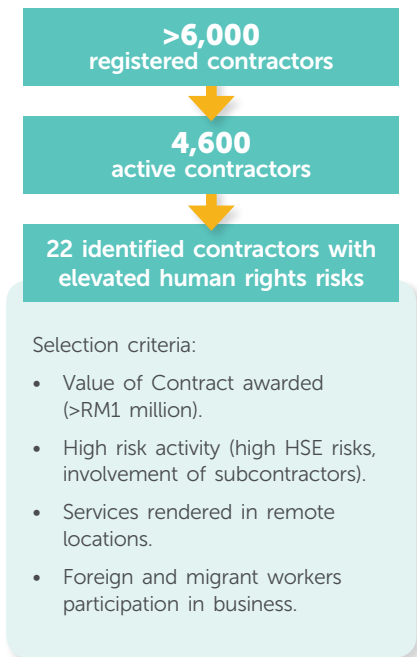 >6,000
registered contractors
4,600
active contractors
22 identified contractors with
elevated human rights risks
Selection criteria:
• Value of Contract awarded
(>RM1 million).
• High risk activity (high HSE risks,
involvement of subcontractors).
• Services rendered in remote
locations.
• Foreign and migrant workers
participation in business.